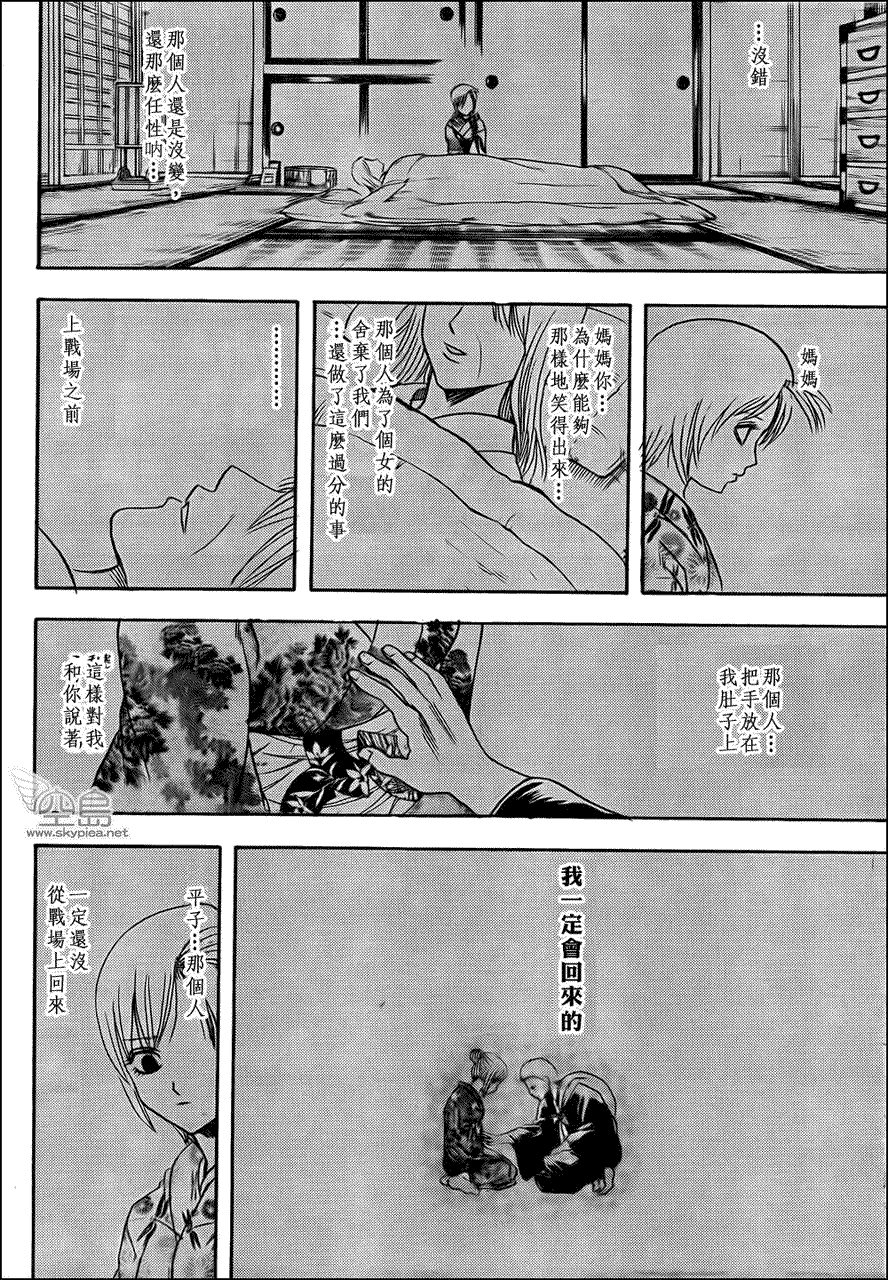 …沒錯
那個人還是沒變，
還那麼任性吶…
媽媽
媽媽你…
為什麼能夠
那樣地笑得出來…
那個人為了個女的
舍棄了我們
…還做了這麼過分的事
…………
上戰場之前
那個人…
把手放在
我肚子上
這樣對我
和你說著
我一定會回來的
平子…那個人
一定還沒
從戰場上回來
空島
www.skypiea.net